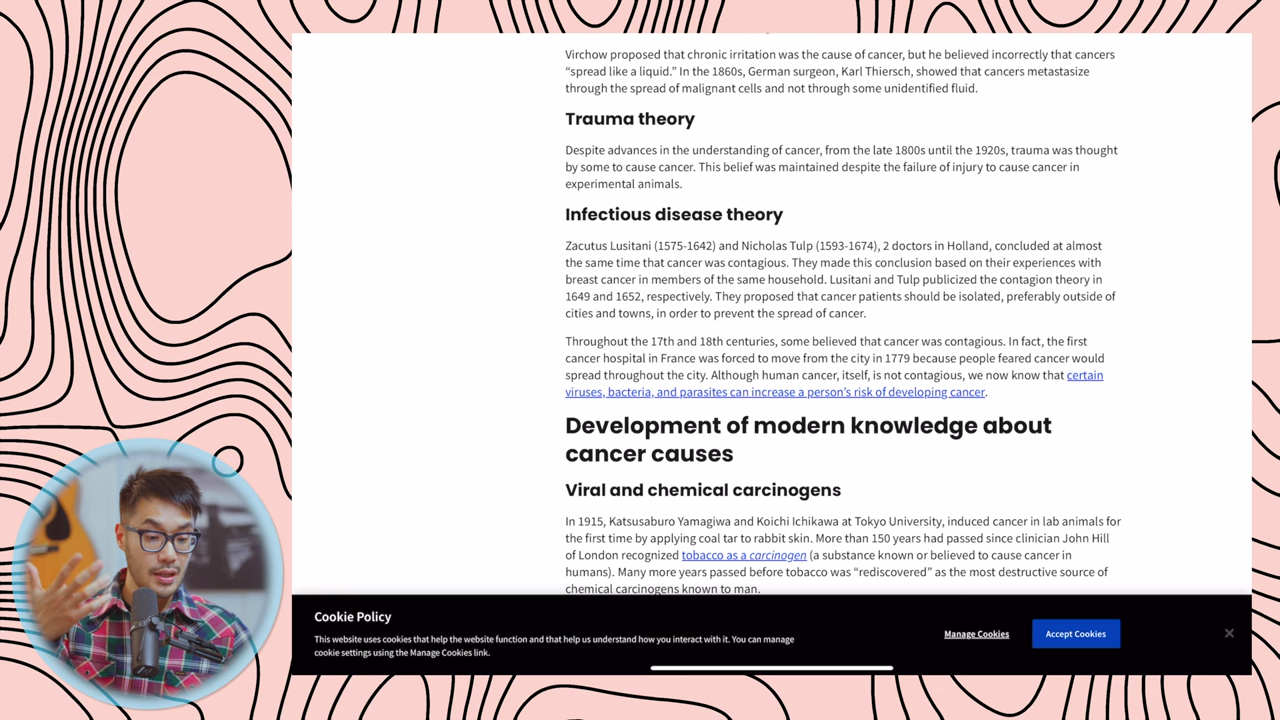 Virchow proposed that chronic irritation was the cause of cancer, but he believed incorrectly that cancers
“spread like a liquid.” In the 1860s, German surgeon, Karl Thiersch, showed that cancers metastasize
through the spread of malignant cells and not through some unidentified fluid.
Trauma theory
Despite advances in the understanding of cancer, from the late 1800s until the 1920s, trauma was thought
by some to cause cancer. This belief was maintained despite the failure of injury to cause cancer in
experimental animals.
Infectious disease theory
Zacutus Lusitani (1575-1642) and Nicholas Tulp (1593-1674), 2 doctors in Holland, concluded at almost
the same time that cancer was contagious. They made this conclusion based on their experiences with
breast cancer in members of the same household. Lusitani and Tulp publicized the contagion theory in
1649 and 1652, respectively. They proposed that cancer patients should be isolated, preferably outside of
cities and towns, in order to prevent the spread of cancer.
Throughout the 17th and 18th centuries, some believed that cancer was contagious. In fact, the first
cancer hospital in France was forced to move from the city in 1779 because people feared cancer would
spread throughout the city. Although human cancer, itself, is not contagious, we now know that certain
viruses, bacteria, and parasites can increase a person’s risk of developing cancer.
Development of modern knowledge about
cancer causes
Viral and chemical carcinogens
In 1915, Katsusaburo Yamagiwa and Koichi Ichikawa at Tokyo University, induced cancer in lab animals for
the first time by applying coal tar to rabbit skin. More than 150 years had passed since clinician John Hill
of London recognized tobacco as a carcinogen (a substance known or believed to cause cancer in
humans). Many more years passed before tobacco was “rediscovered” as the most destructive source of
chemical carcinogens known to man.
Cookie Policy
This website uses cookies that help the website function and that help us understand how you interact with it. You can manage
cookie settings using the Manage Cookies link.
Manage Cookies
Accept Cookies